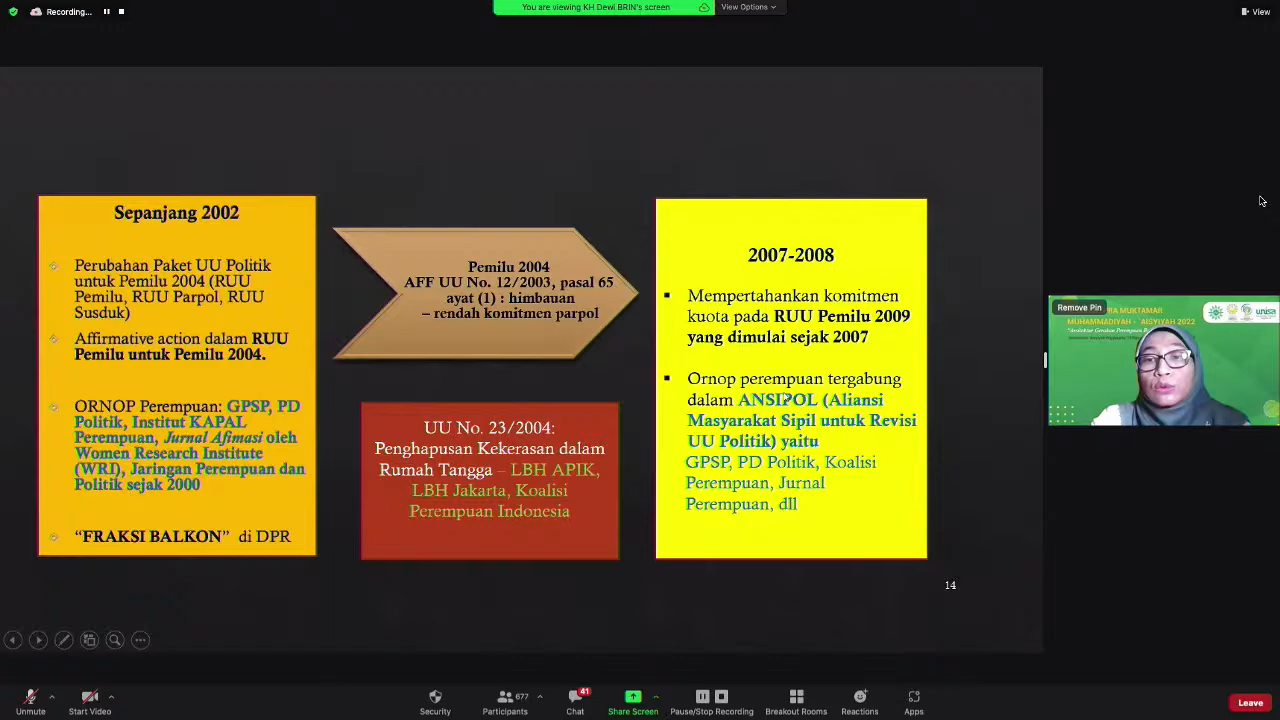 Recording...
You are viewing KH Dewi BRIN's screen
View Options
View
Sepanjang 2002
Perubahan Paket UU Politik
untuk Pemilu 2004 (RUU
Pemilu, RUU Parpol, RUU
Susduk)
Affirmative action dalam RUU
Pemilu untuk Pemilu 2004.
ORNOP Perempuan: GPSP, PD
Politik, Institut KAPAL
Perempuan, Jurnal Afimasi oleh
Women Research Institute
(WRI), Jaringan Perempuan dan
Politik sejak 2000
“FRAKSI BALKON” di DPR
Pemilu 2004
AFF UU No. 12/2003, pasal 65
ayat (1) : himbauan
– rendah komitmen parpol
UU No. 23/2004:
Penghapusan Kekerasan dalam
Rumah Tangga – LBH APIK,
LBH Jakarta, Koalisi
Perempuan Indonesia
2007-2008
Mempertahankan komitmen
kuota pada RUU Pemilu 2009
yang dimulai sejak 2007
Ornop perempuan tergabung
dalam ANSIPOL (Aliansi
Masyarakat Sipil untuk Revisi
UU Politik) yaitu
GPSP, PD Politik, Koalisi
Perempuan, Jurnal
Perempuan, dll
14
Remove Pin
MUKTAMAR
MUHAMMADIYAH - 'AISYIYAH 2022
unisa
Unmute
Start Video
Security
Participants
677
Chat
41
Share Screen
Pause/Stop Recording
Breakout Rooms
Reactions
Apps
Leave